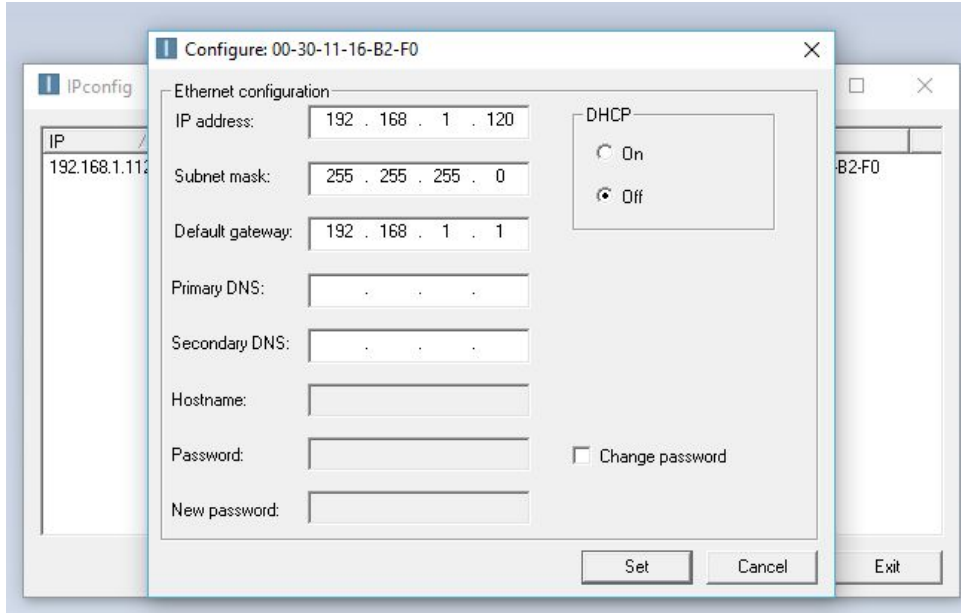 Configure: 00-30-11-16-B2-F0
IPconfig
Ethernet configuration
IP address: 192 . 168 . 1 . 120
DHCP
On
Off
IP
192.168.1.112
-B2-F0
Subnet mask: 255 . 255 . 255 . 0
Default gateway: 192 . 168 . 1 . 1
Primary DNS: . . .
Secondary DNS: . . .
Hostname:
Password:
Change password
New password:
Set
Cancel
Exit